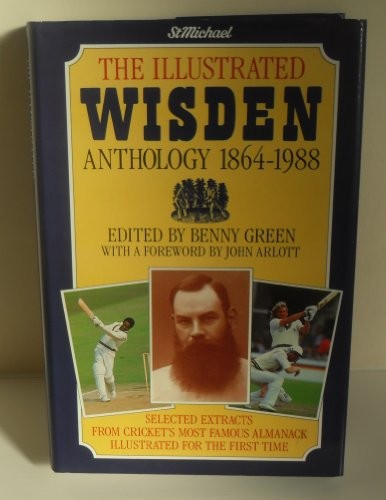 St Michael
THE ILLUSTRATED
WISDEN
ANTHOLOGY 1864-1988
EDITED BY BENNY GREEN
WITH A FOREWORD BY JOHN ARLOTT
SELECTED EXTRACTS
FROM CRICKET'S MOST FAMOUS ALMANACK
ILLUSTRATED FOR THE FIRST TIME